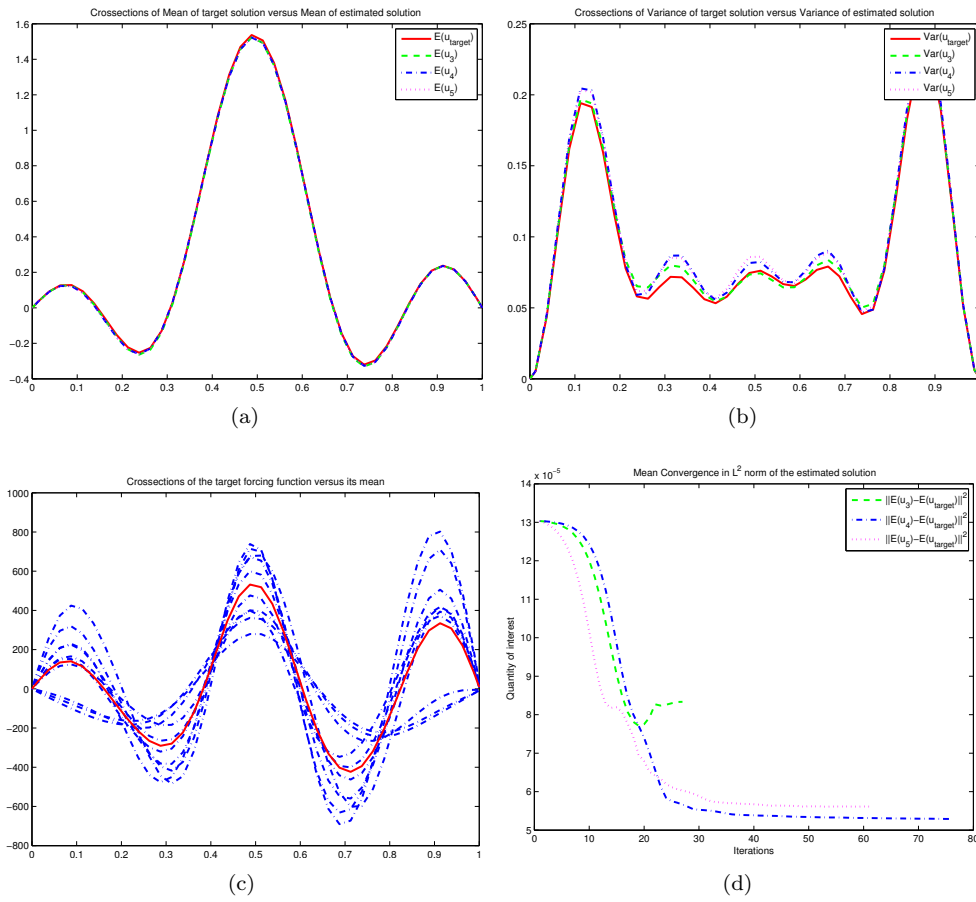 Crossections of Mean of target solution versus Mean of estimated solution
1.6
1.4
1.2
1
0.8
0.6
0.4
0.2
0
−0.2
−0.4
0 0.1 0.2 0.3 0.4 0.5 0.6 0.7 0.8 0.9 1
E(u_target)
E(u_3)
E(u_4)
E(u_5)
(a)
Crossections of Variance of target solution versus Variance of estimated solution
0.25
0.2
0.15
0.1
0.05
0
0 0.1 0.2 0.3 0.4 0.5 0.6 0.7 0.8 0.9
Var(u_target)
Var(u_3)
Var(u_4)
Var(u_5)
(b)
Crossections of the target forcing function versus its mean
1000
800
600
400
200
0
−200
−400
−600
−800
0 0.1 0.2 0.3 0.4 0.5 0.6 0.7 0.8 0.9 1
(c)
Mean Convergence in L^2 norm of the estimated solution
x 10^−5
14
13
12
11
10
9
8
7
6
5
Quantity of interest
0 10 20 30 40 50 60 70 80
Iterations
||E(u_3)−E(u_target)||^2
||E(u_4)−E(u_target)||^2
||E(u_5)−E(u_target)||^2
(d)